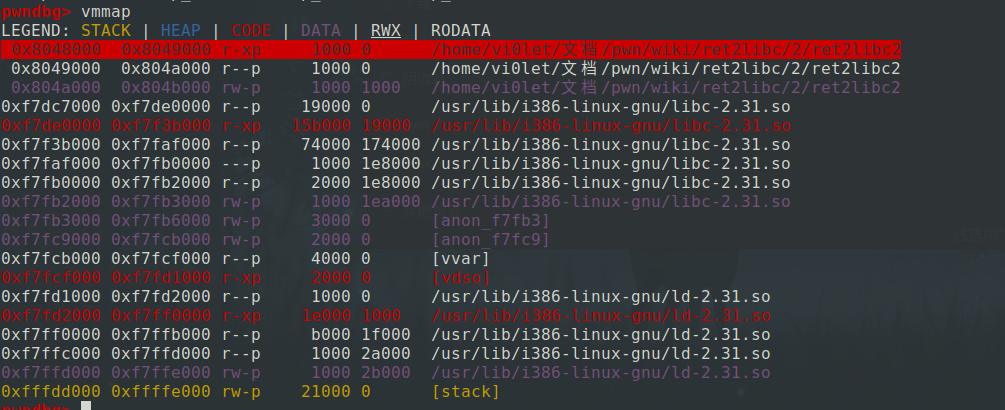 pwndbg> vmmap
LEGEND: STACK | HEAP | CODE | DATA | RWX | RODATA
0x8048000 0x8049000 r-xp 1000 0 /home/vi0let/文档/pwn/wiki/ret2libc/2/ret2libc2
0x8049000 0x804a000 r--p 1000 0 /home/vi0let/文档/pwn/wiki/ret2libc/2/ret2libc2
0x804a000 0x804b000 rw-p 1000 1000 /home/vi0let/文档/pwn/wiki/ret2libc/2/ret2libc2
0xf7dc7000 0xf7de0000 r--p 19000 0 /usr/lib/i386-linux-gnu/libc-2.31.so
0xf7de0000 0xf7f3b000 r-xp 15b000 19000 /usr/lib/i386-linux-gnu/libc-2.31.so
0xf7f3b000 0xf7faf000 r--p 74000 174000 /usr/lib/i386-linux-gnu/libc-2.31.so
0xf7faf000 0xf7fb0000 ---p 1000 1e8000 /usr/lib/i386-linux-gnu/libc-2.31.so
0xf7fb0000 0xf7fb2000 r--p 2000 1e8000 /usr/lib/i386-linux-gnu/libc-2.31.so
0xf7fb2000 0xf7fb3000 rw-p 1000 1ea000 /usr/lib/i386-linux-gnu/libc-2.31.so
0xf7fb3000 0xf7fb6000 rw-p 3000 0 [anon_f7fb3]
0xf7fc9000 0xf7fcb000 rw-p 2000 0 [anon_f7fc9]
0xf7fcb000 0xf7fcf000 r--p 4000 0 [vvar]
0xf7fcf000 0xf7fd1000 r-xp 2000 0 [vdso]
0xf7fd1000 0xf7fd2000 r--p 1000 0 /usr/lib/i386-linux-gnu/ld-2.31.so
0xf7fd2000 0xf7ff0000 r-xp 1e000 1000 /usr/lib/i386-linux-gnu/ld-2.31.so
0xf7ff0000 0xf7ffb000 r--p b000 1f000 /usr/lib/i386-linux-gnu/ld-2.31.so
0xf7ffc000 0xf7ffd000 r--p 1000 2a000 /usr/lib/i386-linux-gnu/ld-2.31.so
0xf7ffd000 0xf7ffe000 rw-p 1000 2b000 /usr/lib/i386-linux-gnu/ld-2.31.so
0xfffdd000 0xffffe000 rw-p 21000 0 [stack]
pwndbg>